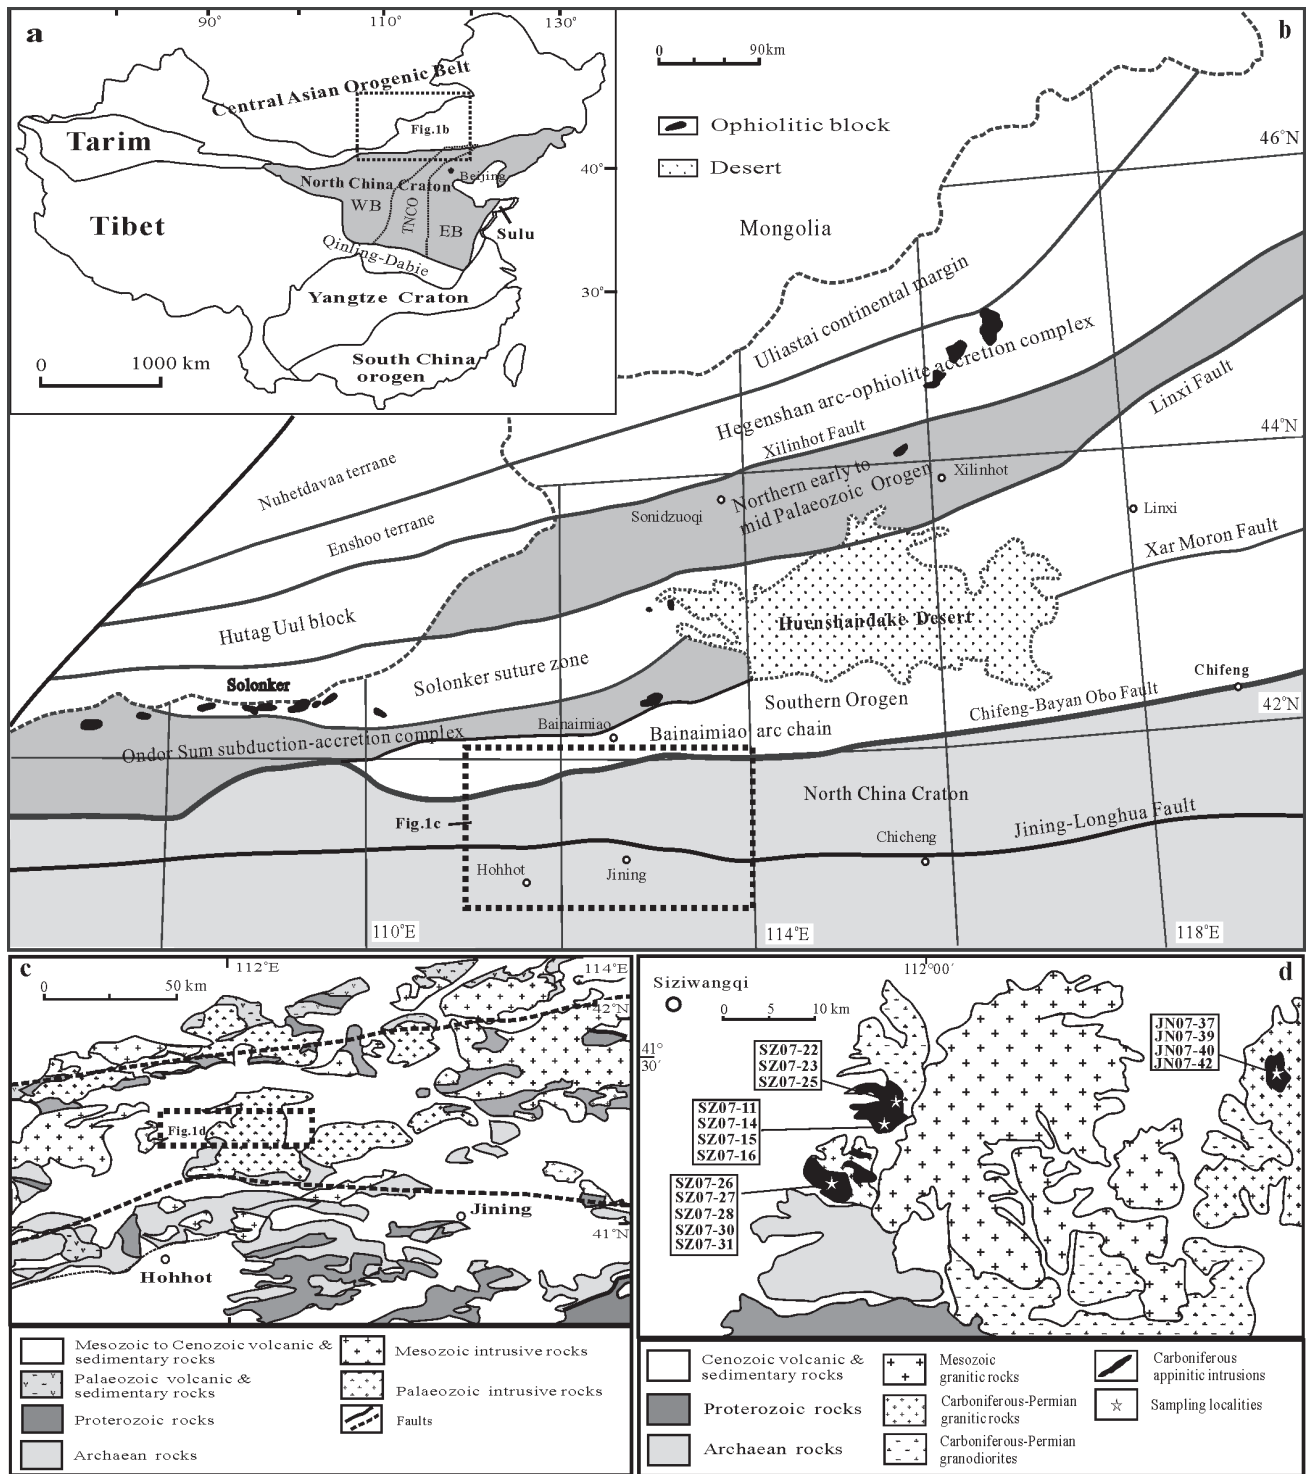 a
90°
110°
130°
Central Asian Orogenic Belt
Fig.1b
Tarim
40°
North China Craton
Beijing
WB
TNCO
EB
Tibet
Sulu
Qinling-Dabie
30°
Yangtze Craton
South China
orogen
0
1000 km
b
0
90km
Ophiolitic block
Desert
46°N
Mongolia
Uliastai continental margin
Hegenshan arc-ophiolite accretion complex
Linxi Fault
Xilinhot Fault
44°N
Nuhetdavaa terrane
Northern early to
mid Palaeozoic Orogen
Xilinhot
Sonidzuoqi
Linxi
Enshoo terrane
Xar Moron Fault
Hutag Uul block
Huenshandake Desert
Solonker suture zone
Solonker
Chifeng
Southern Orogen
Chifeng-Bayan Obo Fault
42°N
Bainaimiao
Bainaimiao arc chain
Ondor Sum subduction-accretion complex
North China Craton
Fig.1c
Jining-Longhua Fault
Chicheng
Hohhot
Jining
110°E
114°E
118°E
c
112°E
114°E
0
50 km
42°N
Fig.1d
41°
30′
Jining
41°N
Hohhot
Mesozoic to Cenozoic volcanic &
sedimentary rocks
Palaeozoic volcanic &
sedimentary rocks
Proterozoic rocks
Archaean rocks
Mesozoic intrusive rocks
Palaeozoic intrusive rocks
Faults
d
Siziwangqi
112°00′
0
5
10 km
SZ07-22
SZ07-23
SZ07-25
JN07-37
JN07-39
JN07-40
JN07-42
SZ07-11
SZ07-14
SZ07-15
SZ07-16
SZ07-26
SZ07-27
SZ07-28
SZ07-30
SZ07-31
Cenozoic volcanic &
sedimentary rocks
Proterozoic rocks
Archaean rocks
Mesozoic
granitic rocks
Carboniferous-Permian
granitic rocks
Carboniferous-Permian
granodiorites
Carboniferous
appinitic intrusions
Sampling localities